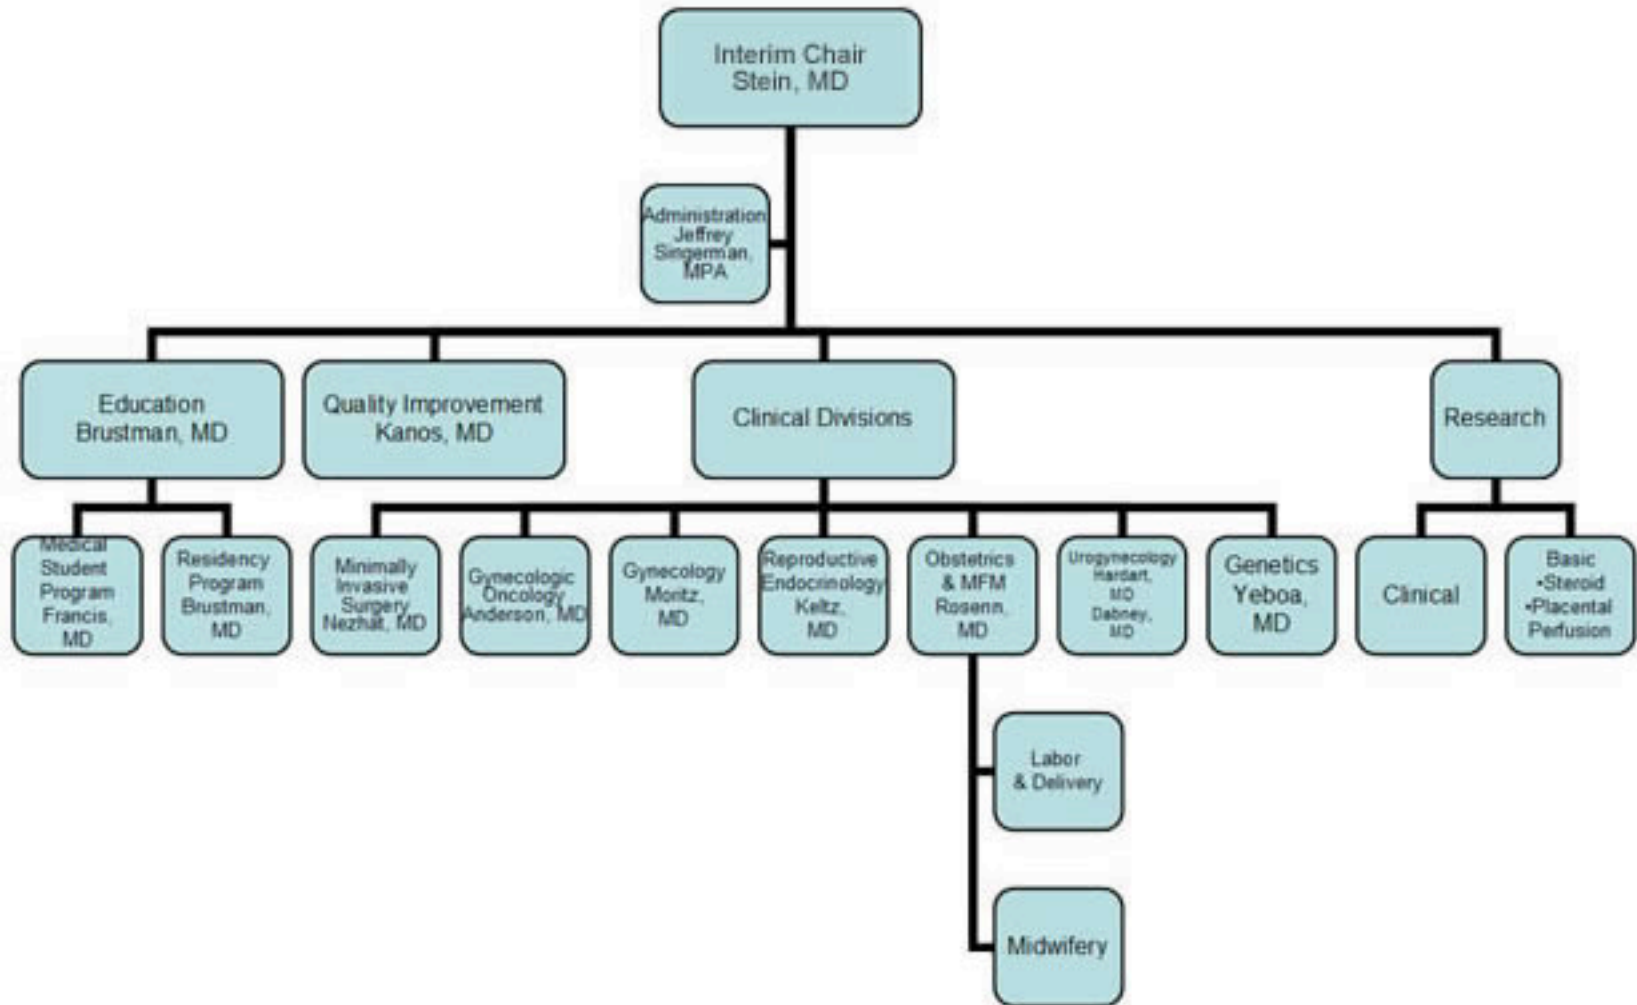 Interim Chair
Stein, MD
Administration
Jeffrey
Singerman,
MPA
Education
Brustman, MD
Quality Improvement
Kanos, MD
Clinical Divisions
Research
Medical
Student
Program
Francis,
MD
Residency
Program
Brustman,
MD
Minimally
Invasive
Surgery
Nezhat, MD
Gynecologic
Oncology
Anderson, MD
Gynecology
Moritz,
MD
Reproductive
Endocrinology
Keltz,
MD
Obstetrics
& MFM
Rosenn,
MD
Urogynecology
Hardart,
MD
Dabney,
MD
Genetics
Yeboa,
MD
Clinical
Basic
•Steroid
•Placental
Perfusion
Labor
& Delivery
Midwifery